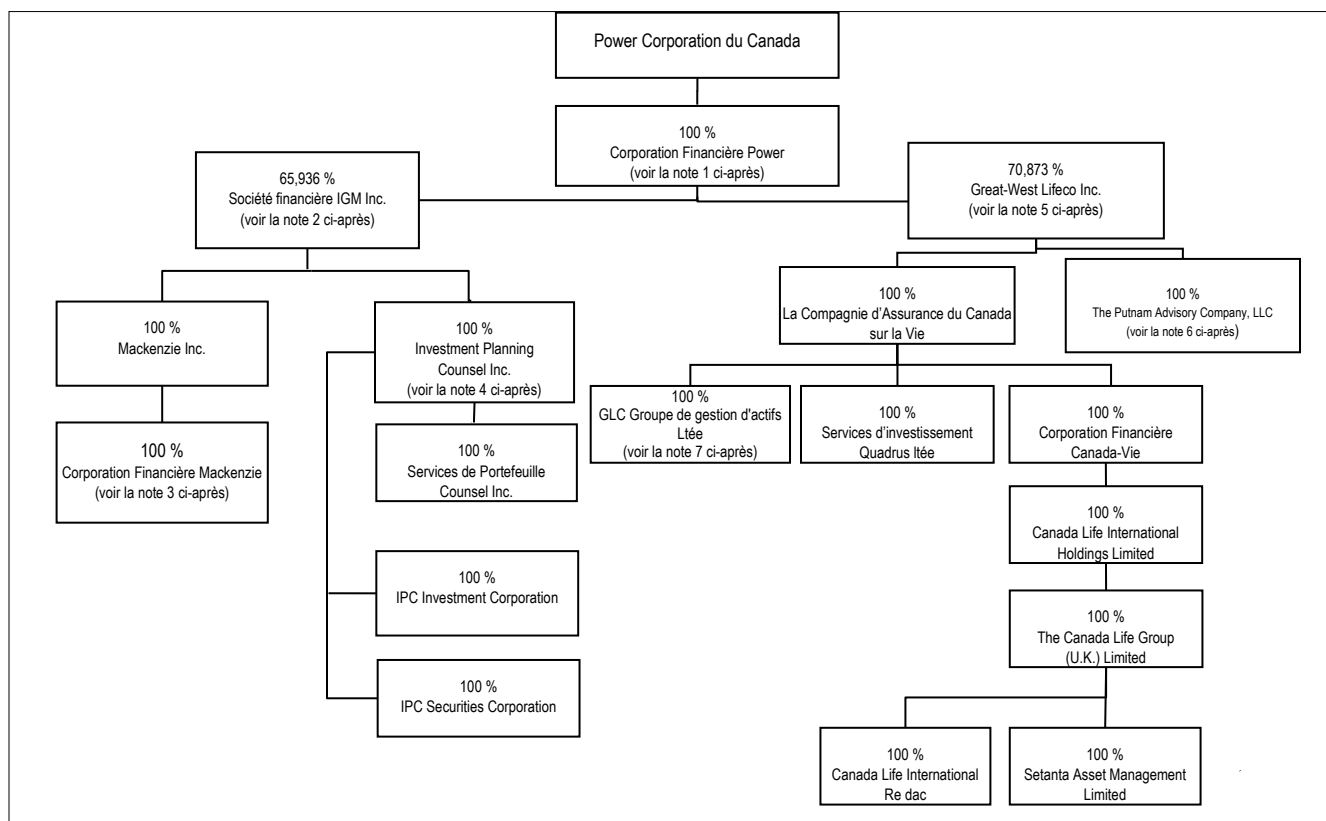 Power Corporation du Canada
100 %
Corporation Financière Power
(voir la note 1 ci-après)
65,936 %
Société financière IGM Inc.
(voir la note 2 ci-après)
70,873 %
Great-West Lifeco Inc.
(voir la note 5 ci-après)
100 %
Mackenzie Inc.
100 %
Investment Planning
Counsel Inc.
(voir la note 4 ci-après)
100 %
La Compagnie d’Assurance du Canada
sur la Vie
100 %
The Putnam Advisory Company, LLC
(voir la note 6 ci-après)
100 %
Corporation Financière Mackenzie
(voir la note 3 ci-après)
100 %
Services de Portefeuille
Counsel Inc.
100 %
GLC Groupe de gestion d'actifs
Ltée
(voir la note 7 ci-après)
100 %
Services d’investissement
Quadrus ltée
100 %
Corporation Financière
Canada-Vie
100 %
IPC Investment Corporation
100 %
Canada Life International
Holdings Limited
100 %
IPC Securities Corporation
100 %
The Canada Life Group
(U.K.) Limited
100 %
Canada Life International
Re dac
100 %
Setanta Asset Management
Limited